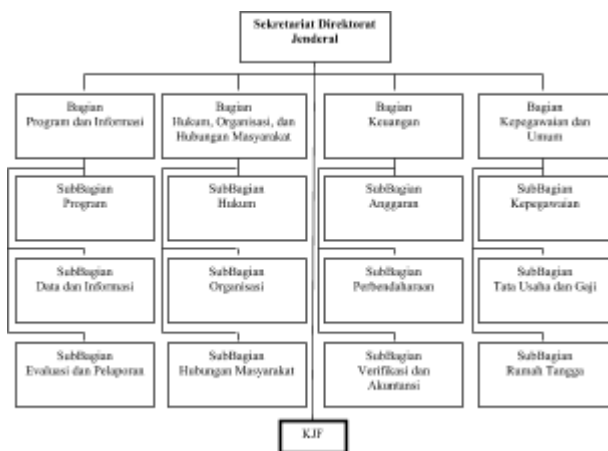 Sekretariat Direktorat
Jenderal
Bagian
Program dan Informasi
Bagian
Hukum, Organisasi, dan
Hubungan Masyarakat
Bagian
Keuangan
Bagian
Kepegawaian dan
Umum
SubBagian
Program
SubBagian
Hukum
SubBagian
Anggaran
SubBagian
Kepegawaian
SubBagian
Data dan Informasi
SubBagian
Organisasi
SubBagian
Perbendaharaan
SubBagian
Tata Usaha dan Gaji
SubBagian
Evaluasi dan Pelaporan
SubBagian
Hubungan Masyarakat
SubBagian
Verifikasi dan
Akuntansi
SubBagian
Rumah Tangga
KJF